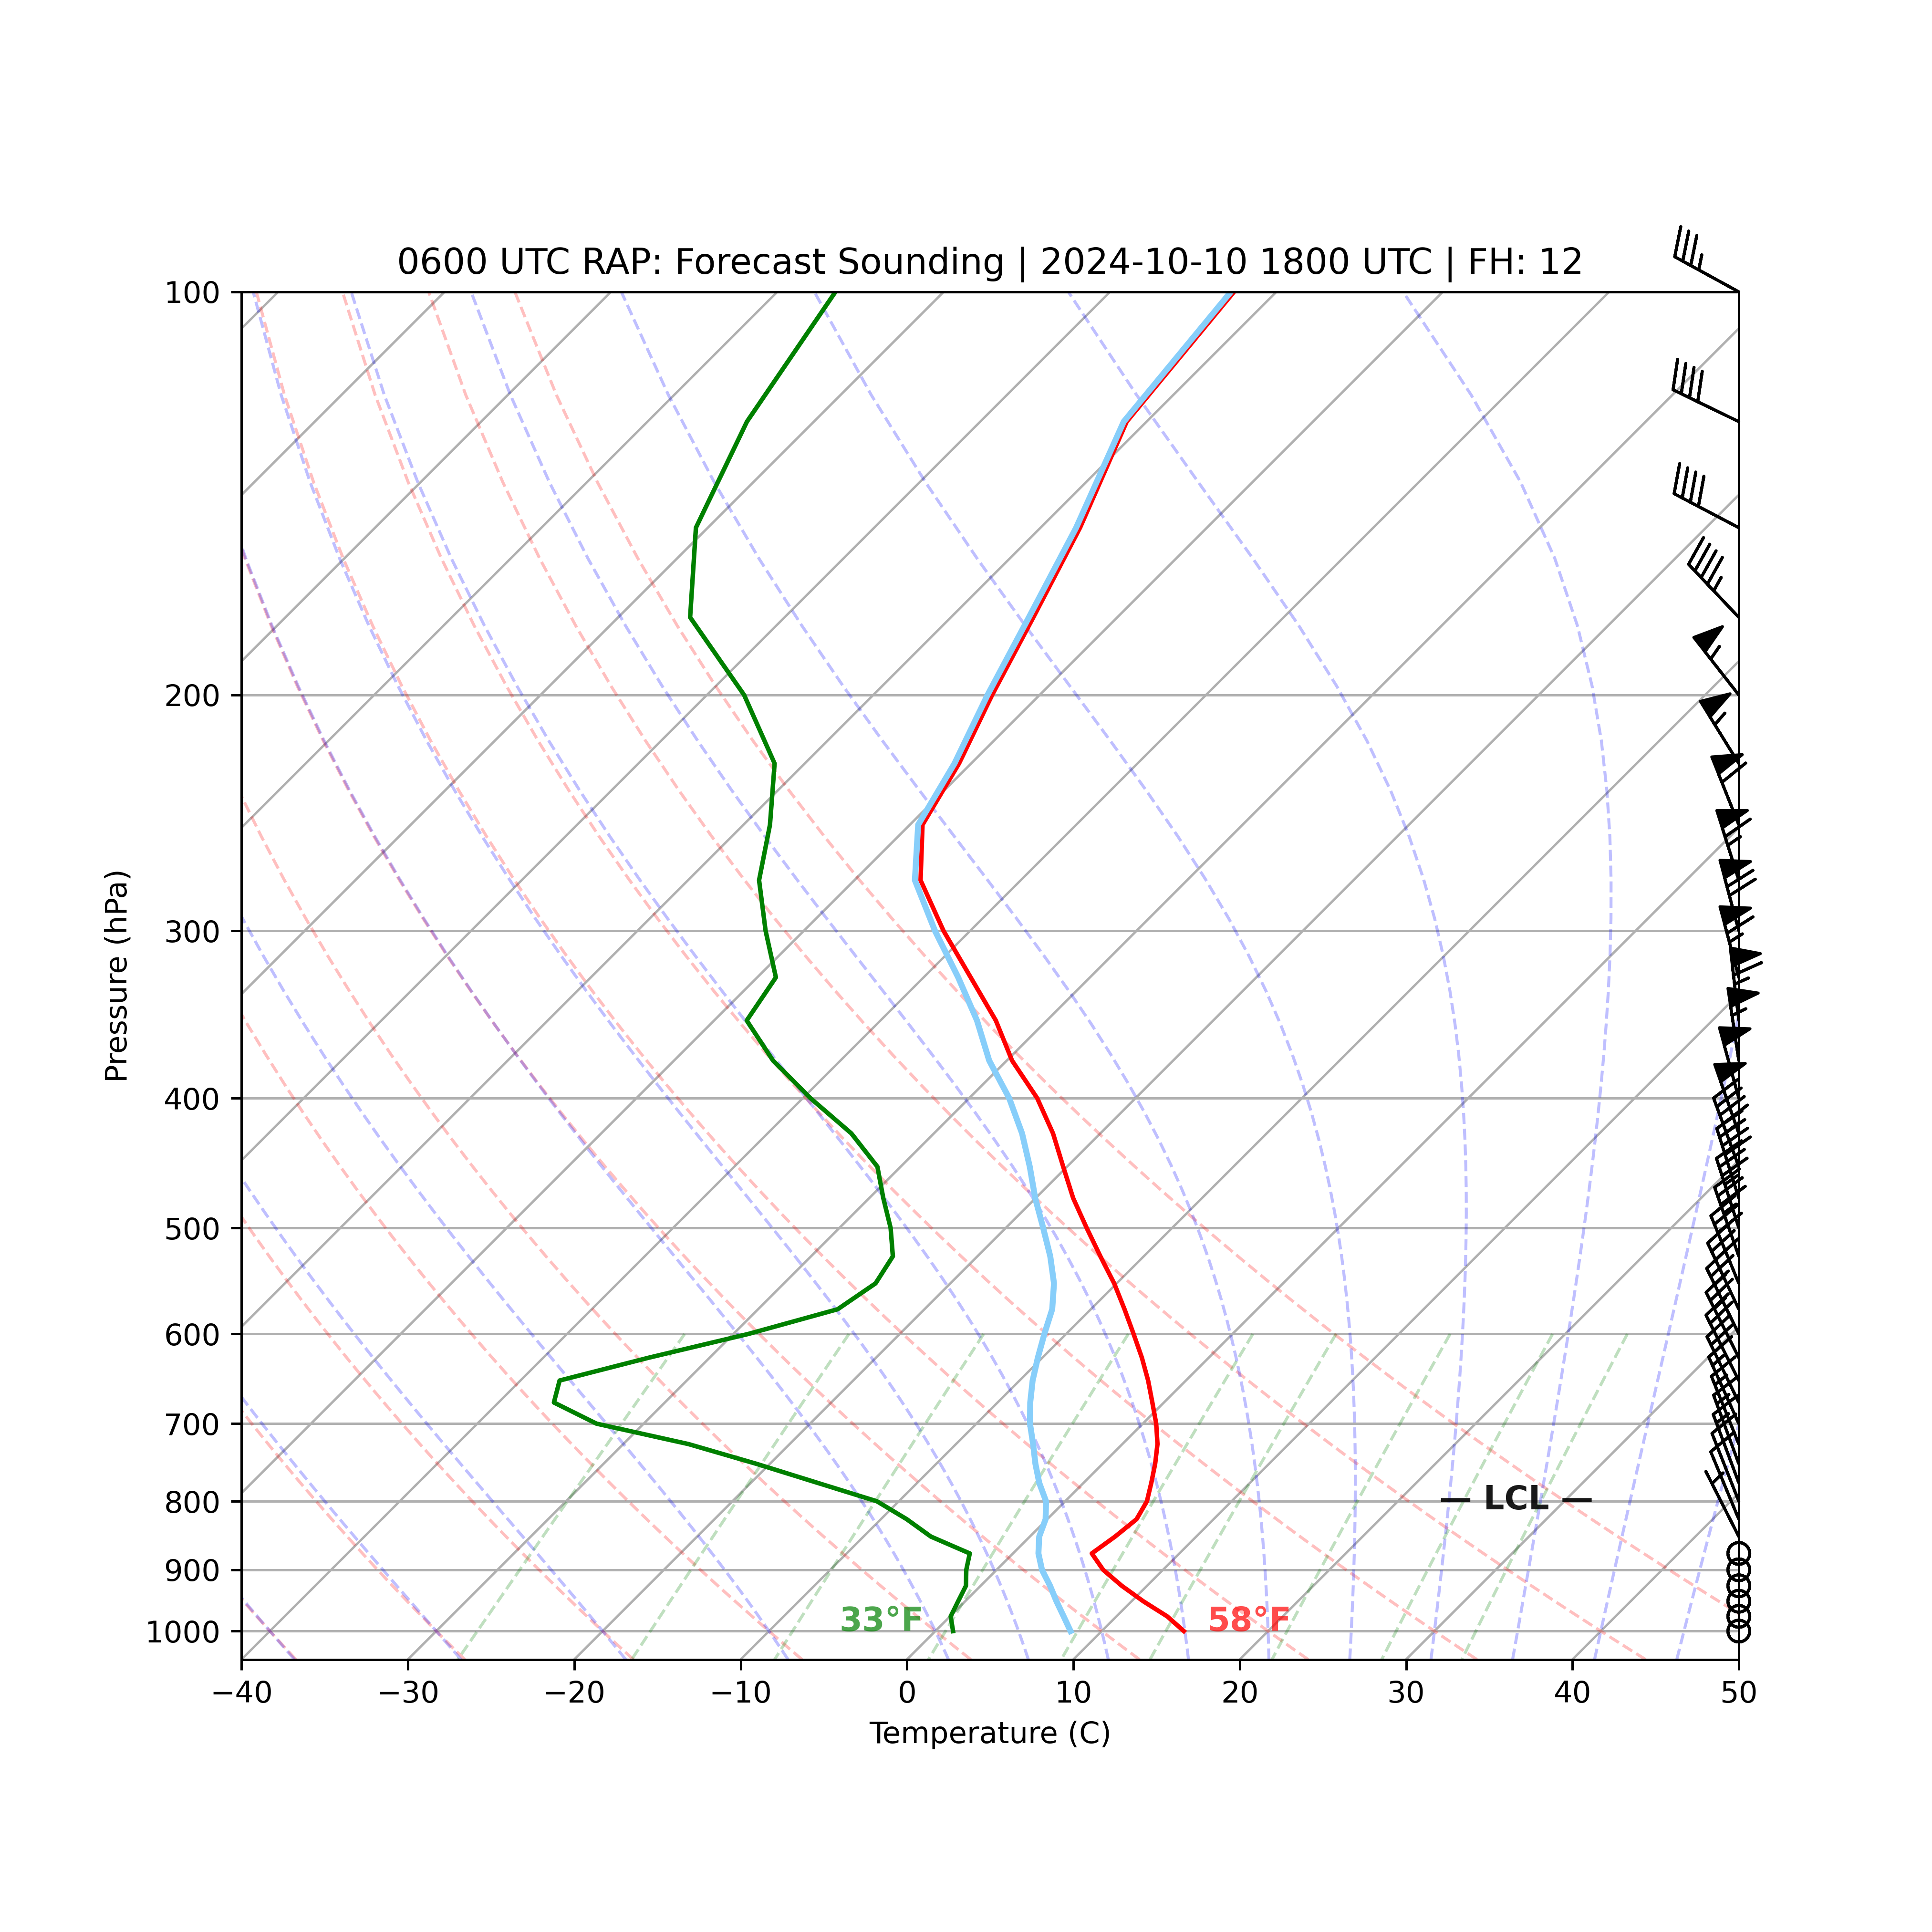 0600 UTC RAP: Forecast Sounding | 2024-10-10 1800 UTC | FH: 12
100
200
300
400
500
600
700
800
900
1000
Pressure (hPa)
LCL
33°F
58°F
−40 −30 −20 −10 0 10 20 30 40 50
Temperature (C)